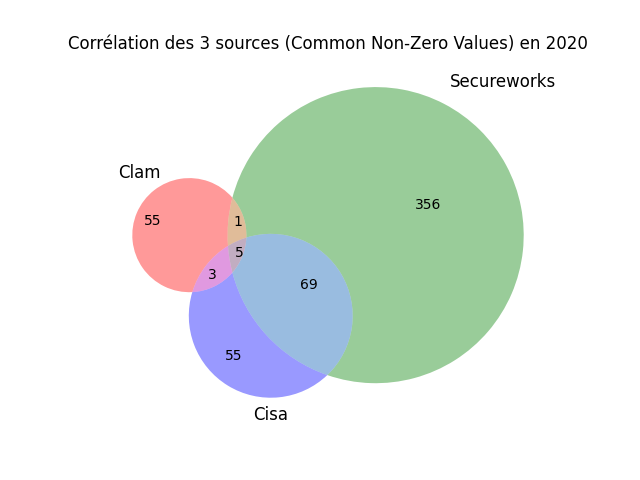 Corrélation des 3 sources (Common Non-Zero Values) en 2020
Secureworks
Clam
55
1
356
5
3
69
55
Cisa